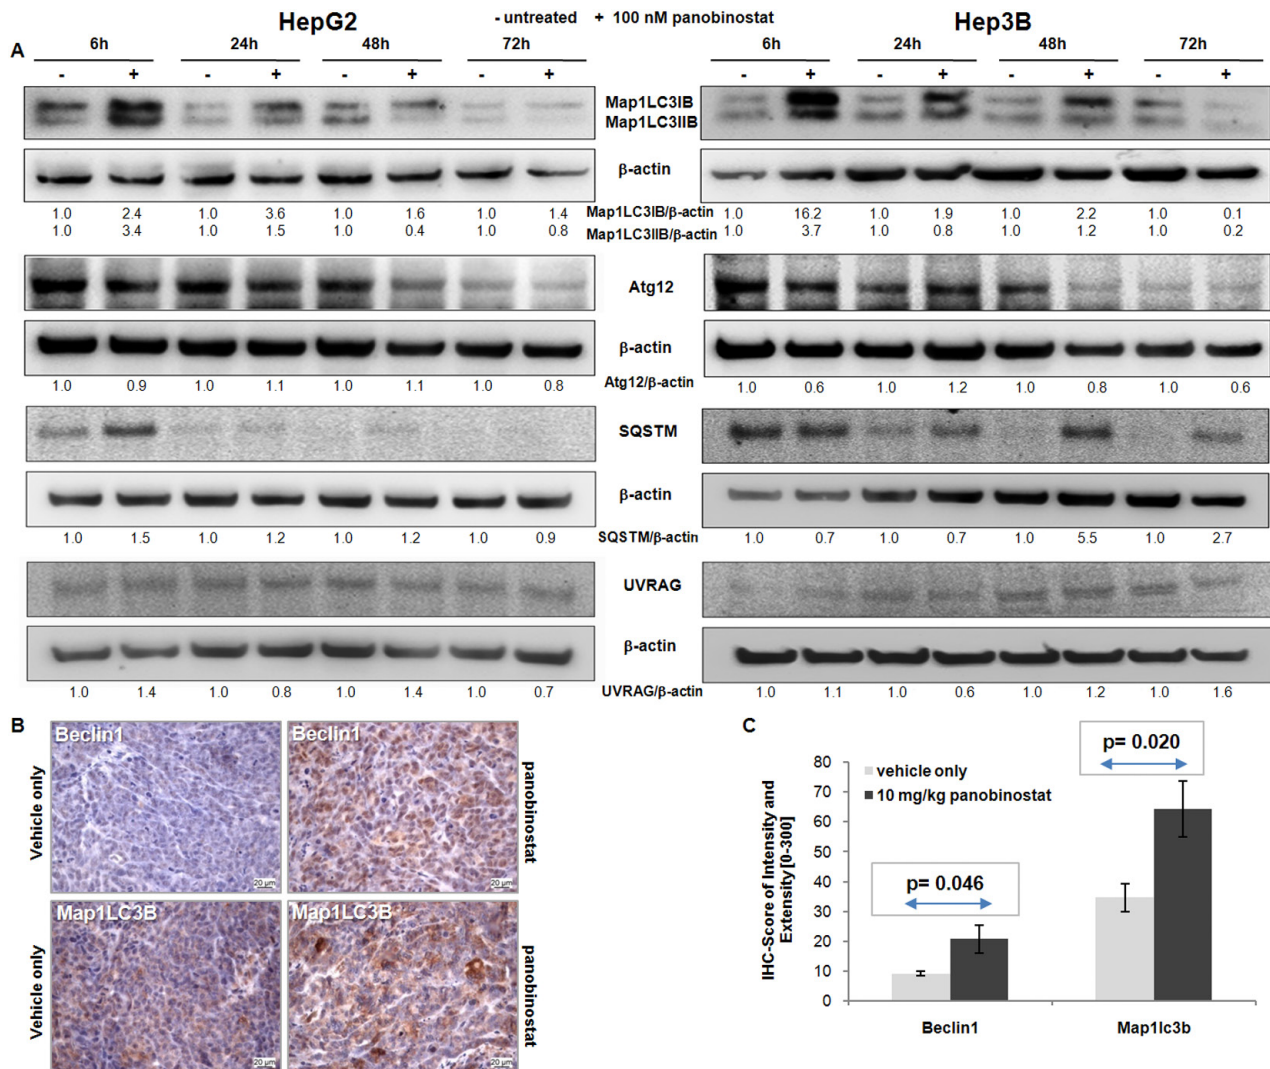 HepG2 - untreated + 100 nM panobinostat Hep3B
A 6h 24h 48h 72h 6h 24h 48h 72h
- + - + - + - + - + - + - + - +
Map1LC3IB
Map1LC3IIB
β-actin
1.0 2.4 1.0 3.6 1.0 1.6 1.0 1.4 Map1LC3IB/β-actin 1.0 16.2 1.0 1.9 1.0 2.2 1.0 0.1
1.0 3.4 1.0 1.5 1.0 0.4 1.0 0.8 Map1LC3IIB/β-actin 1.0 3.7 1.0 0.8 1.0 1.2 1.0 0.2
Atg12
β-actin
1.0 0.9 1.0 1.1 1.0 1.1 1.0 0.8 Atg12/β-actin 1.0 0.6 1.0 1.2 1.0 0.8 1.0 0.6
SQSTM
β-actin
1.0 1.5 1.0 1.2 1.0 1.2 1.0 0.9 SQSTM/β-actin 1.0 0.7 1.0 0.7 1.0 5.5 1.0 2.7
UVRAG
β-actin
1.0 1.4 1.0 0.8 1.0 1.4 1.0 0.7 UVRAG/β-actin 1.0 1.1 1.0 0.6 1.0 1.2 1.0 1.6
B
Vehicle only
Beclin1
20 µm
Beclin1
20 µm
panobinostat
Vehicle only
Map1LC3B
20 µm
Map1LC3B
20 µm
panobinostat
C
IHC-Score of Intensity and
Extensity [0-300]
80
70
60
50
40
30
20
10
0
vehicle only
10 mg/kg panobinostat
p= 0.046
p= 0.020
Beclin1 Map1lc3b